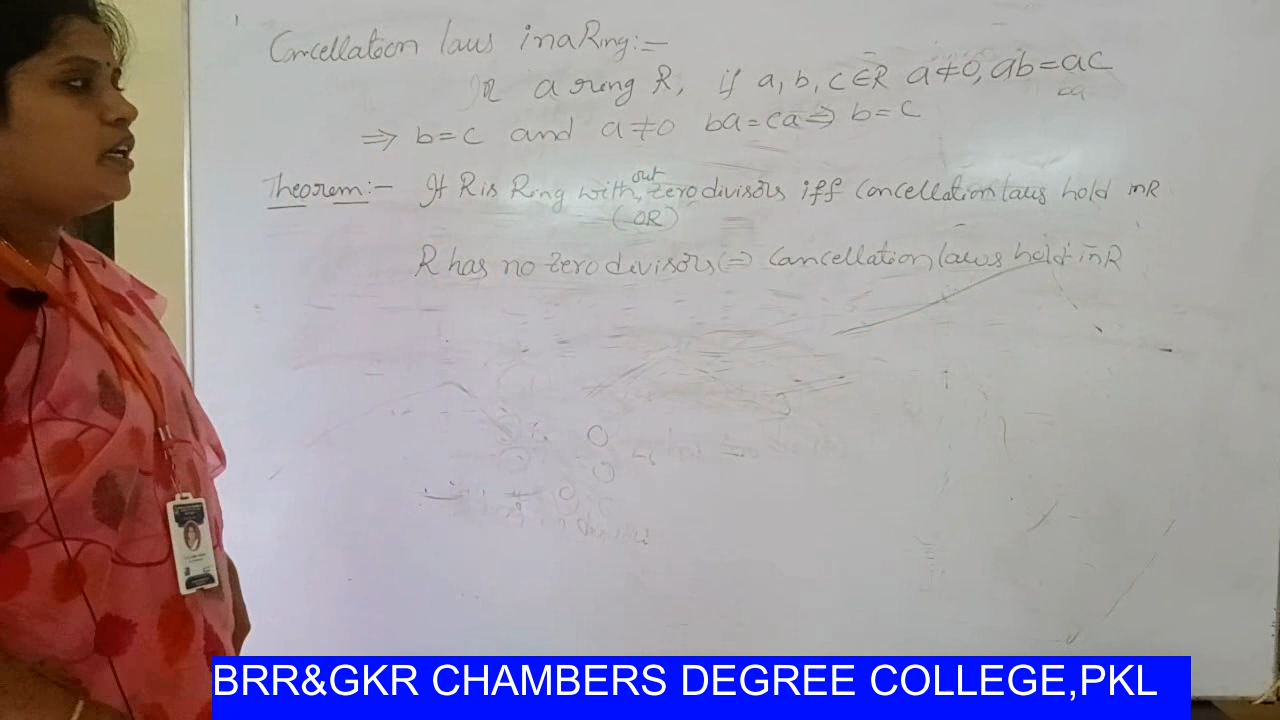 Cancellation laws in a Ring:-
In a ring R, if a, b, c ∈ R a≠0, ab=ac
ca
⇒ b=c and a≠0 ba=ca⇒ b=c
Theorem:- If R is Ring without zero divisors iff Cancellation laws hold in R
(OR)
R has no zero divisors⇔ Cancellation laws hold in R
BRR&GKR CHAMBERS DEGREE COLLEGE,PKL